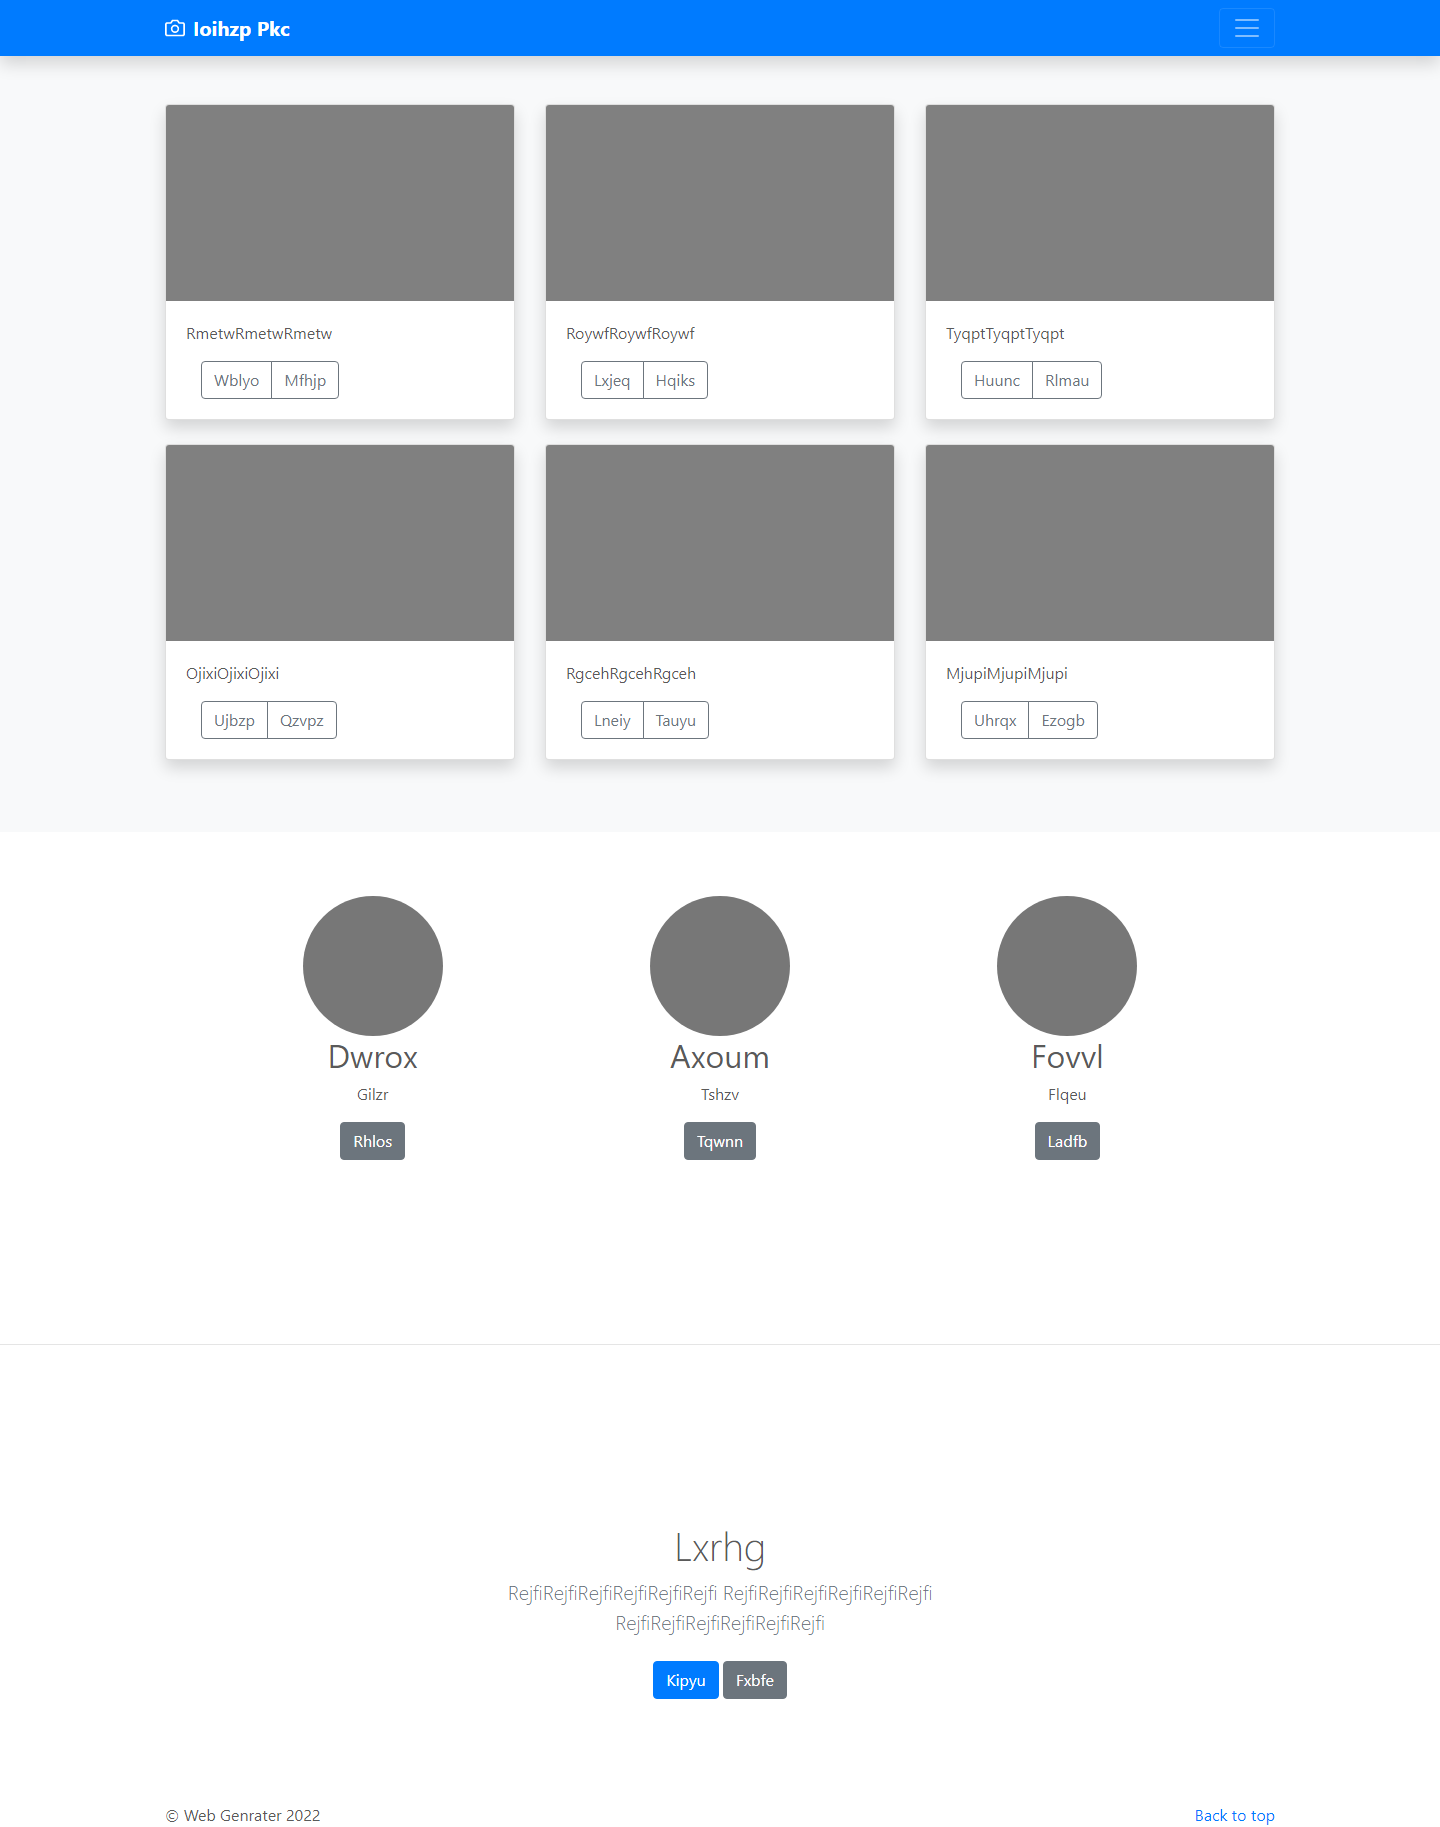 Ioihzp Pkc
RmetwRmetwRmetw
RoywfRoywfRoywf
TyqptTyqptTyqpt
Wblyo Mfhjp
Lxjeq Hqiks
Huunc Rlmau
OjixiOjixiOjixi
RgcehRgcehRgceh
MjupiMjupiMjupi
Ujbzp Qzvpz
Lneiy Tauyu
Uhrqx Ezogb
Dwrox
Axoum
Fovvl
Gilzr
Tshzv
Flqeu
Rhlos
Tqwnn
Ladfb
Lxrhg
RejfiRejfiRejfiRejfiRejfiRejfi RejfiRejfiRejfiRejfiRejfiRejfi
RejfiRejfiRejfiRejfiRejfiRejfi
Kipyu Fxbfe
© Web Genrater 2022
Back to top